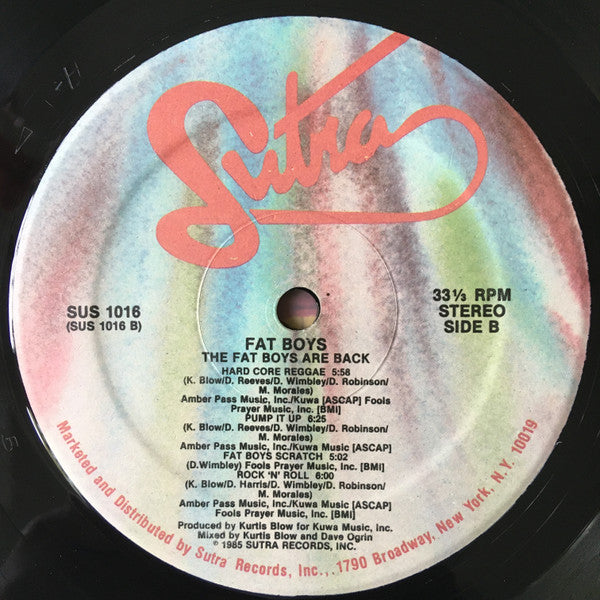 Sutra
SUS 1016
(SUS 1016 B)
33⅓ RPM
STEREO
SIDE B
FAT BOYS
THE FAT BOYS ARE BACK
HARD CORE REGGAE 5:58
(K. Blow/D. Reeves/D. Wimbley/D. Robinson/
M. Morales)
Amber Pass Music, Inc./Kuwa [ASCAP] Fools
Prayer Music, Inc. [BMI]
PUMP IT UP 6:25
(K. Blow/D. Reeves/D. Wimbley/D. Robinson/
M. Morales)
Amber Pass Music, Inc./Kuwa Music [ASCAP]
FAT BOYS SCRATCH 5:02
(D.Wimbley) Fools Prayer Music, Inc. [BMI]
ROCK 'N' ROLL 6:00
(K. Blow/D. Harris/D. Wimbley/D. Robinson/
M. Morales)
Amber Pass Music, Inc./Kuwa Music [ASCAP]
Fools Prayer Music, Inc. [BMI]
Produced by Kurtis Blow for Kuwa Music, Inc.
Mixed by Kurtis Blow and Dave Ogrin
℗1985 SUTRA RECORDS, INC.
Marketed and Distributed by Sutra Records, Inc., 1790 Broadway, New York, N.Y. 10019